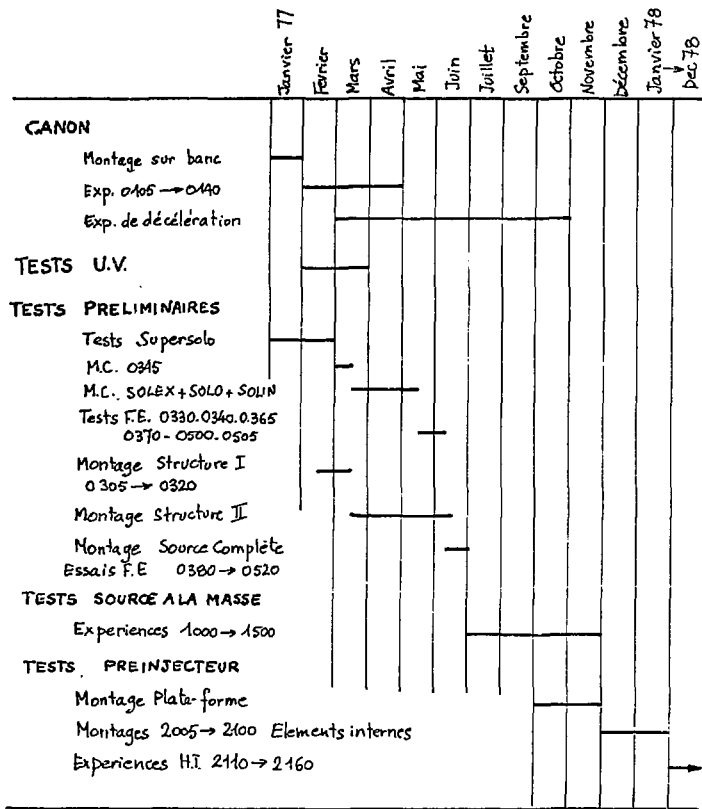 Janvier 77
Fevrier
Mars
Avril
Mai
Juin
Juillet
Septembre
Octobre
Novembre
Décembre
Janvier 78
→ Dec 78
CANON
Montage sur banc
Exp. 0105 → 0140
Exp. de décélération
TESTS U.V.
TESTS PRELIMINAIRES
Tests Supersolo
M.C. 0345
M.C. SOLEX + SOLO + SOLIN
Tests F.E. 0330.0340.0.365
0370 - 0500. 0505
Montage Structure I
0305 → 0320
Montage Structure II
Montage Source Complète
Essais F.E 0380 → 0520
TESTS SOURCE A LA MASSE
Experiences 1000 → 1500
TESTS PREINJECTEUR
Montage Plate-forme
Montages 2005 → 2100 Elements internes
Experiences H.T. 2110 → 2160